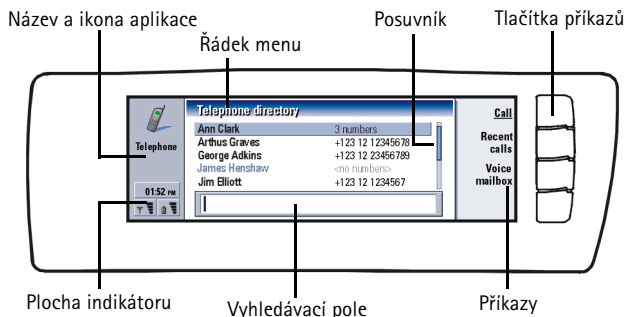 Název a ikona aplikace
Řádek menu
Posuvník
Tlačítka příkazů
Telephone directory
Telephone
Ann Clark 3 numbers
Arthus Graves +123 12 12345678
George Adkins +123 12 23456789
James Henshaw <no numbers>
Jim Elliott +123 12 1234567
01:52 PM
Call
Recent
calls
Voice
mailbox
Plocha indikátoru
Vyhledávací pole
Příkazy